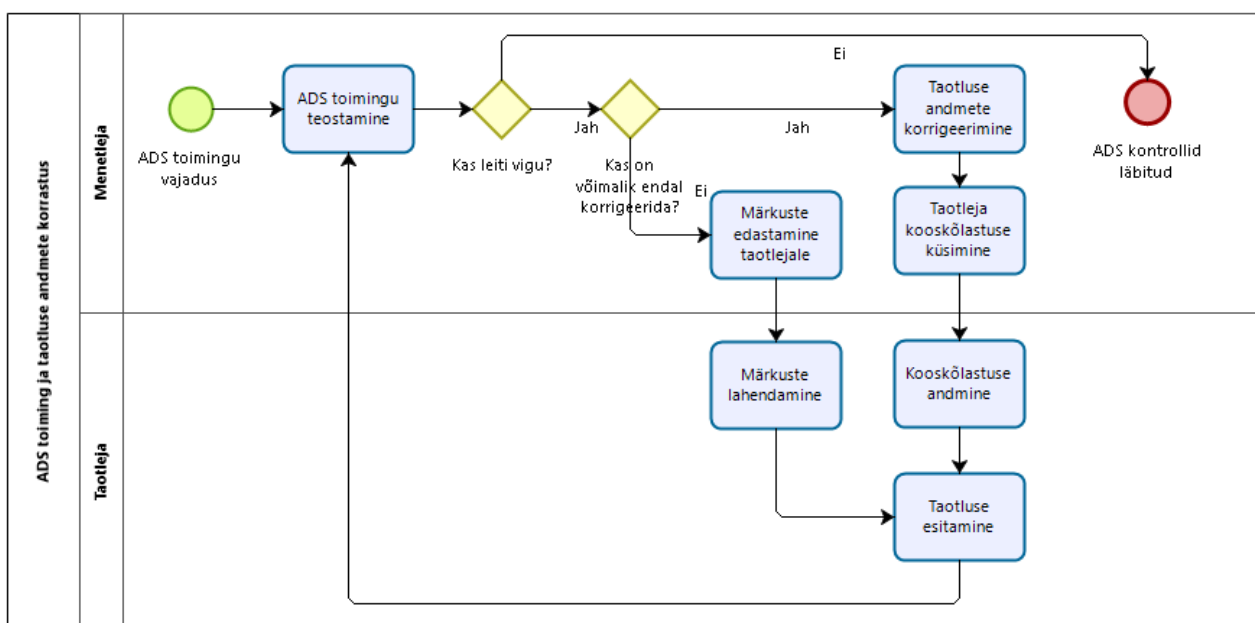 ADS toiming ja taotluse andmete korrastus
Menetleja
ADS toimingu
vajadus
ADS toimingu
teostamine
Kas leiti vigu?
Ei
Jah
Kas on
võimalik endal
korrigeerida?
Jah
Ei
Taotluse
andmete
korrigeerimine
ADS kontrollid
läbitud
Märkuste
edastamine
taotlejale
Taotleja
kooskõlastuse
küsimine
Taotleja
Märkuste
lahendamine
Kooskõlastuse
andmine
Taotluse
esitamine